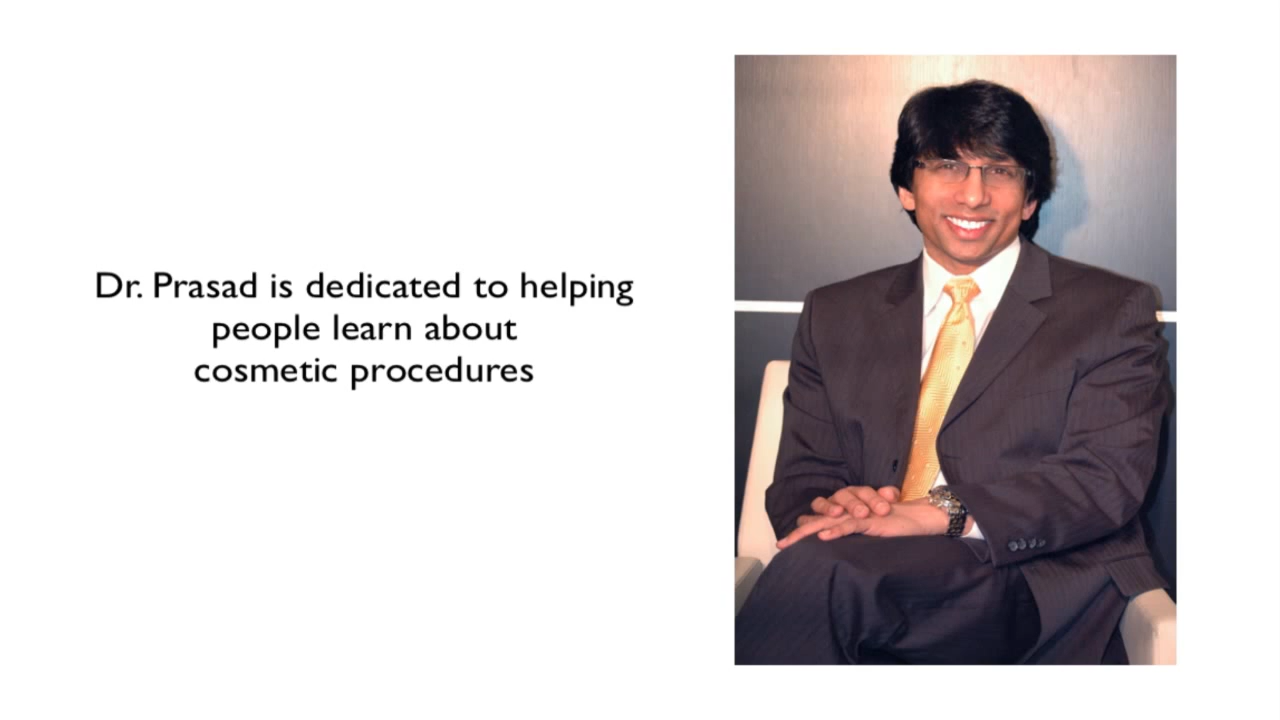 Dr. Prasad is dedicated to helping
people learn about
cosmetic procedures